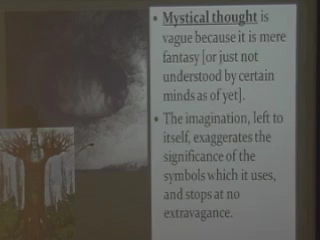 • Mystical thought is
vague because it is mere
fantasy [or just not
understood by certain
minds as of yet].
• The imagination, left to
itself, exaggerates the
significance of the
symbols which it uses,
and stops at no
extravagance.